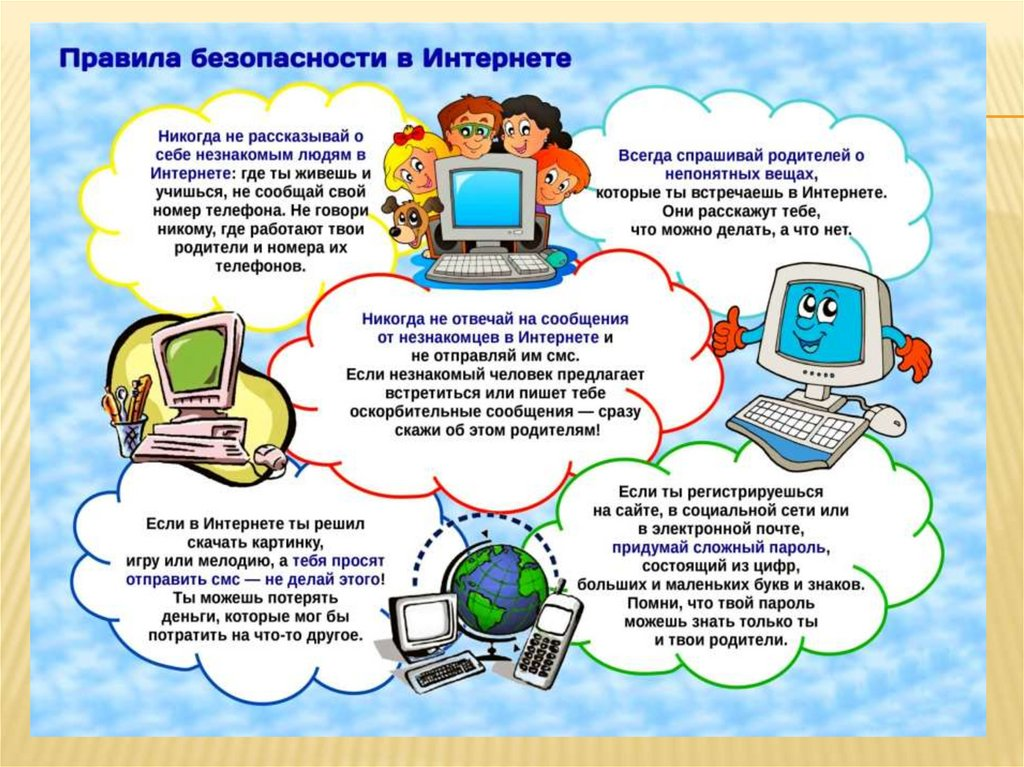 Правила безопасности в Интернете
Никогда не рассказывай о
себе незнакомым людям в
Интернете: где ты живешь и
учишься, не сообщай свой
номер телефона. Не говори
никому, где работают твои
родители и номера их
телефонов.
Всегда спрашивай родителей о
непонятных вещах,
которые ты встречаешь в Интернете.
Они расскажут тебе,
что можно делать, а что нет.
Никогда не отвечай на сообщения
от незнакомцев в Интернете и
не отправляй им смс.
Если незнакомый человек предлагает
встретиться или пишет тебе
оскорбительные сообщения — сразу
скажи об этом родителям!
Если в Интернете ты решил
скачать картинку,
игру или мелодию, а тебя просят
отправить смс — не делай этого!
Ты можешь потерять
деньги, которые мог бы
потратить на что-то другое.
Если ты регистрируешься
на сайте, в социальной сети или
в электронной почте,
придумай сложный пароль,
состоящий из цифр,
больших и маленьких букв и знаков.
Помни, что твой пароль
можешь знать только ты
и твои родители.